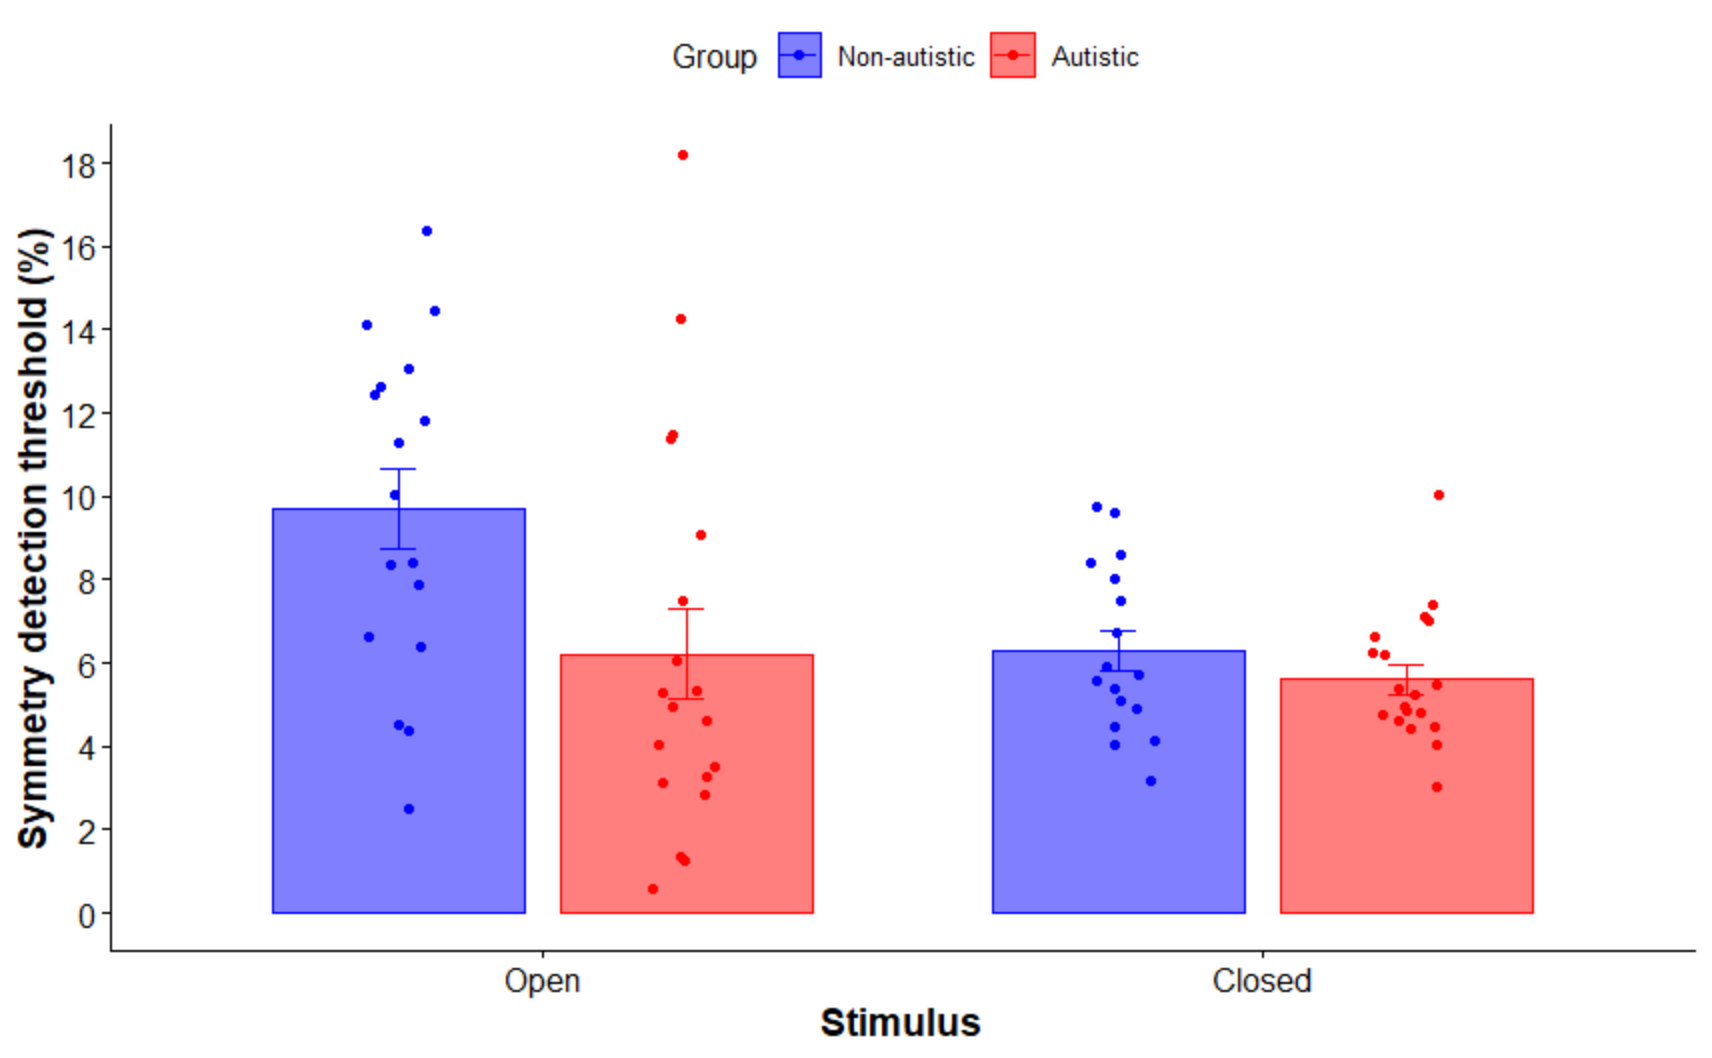 Group Non-autistic Autistic
Symmetry detection threshold (%)
18
16
14
12
10
8
6
4
2
0
Open Closed
Stimulus